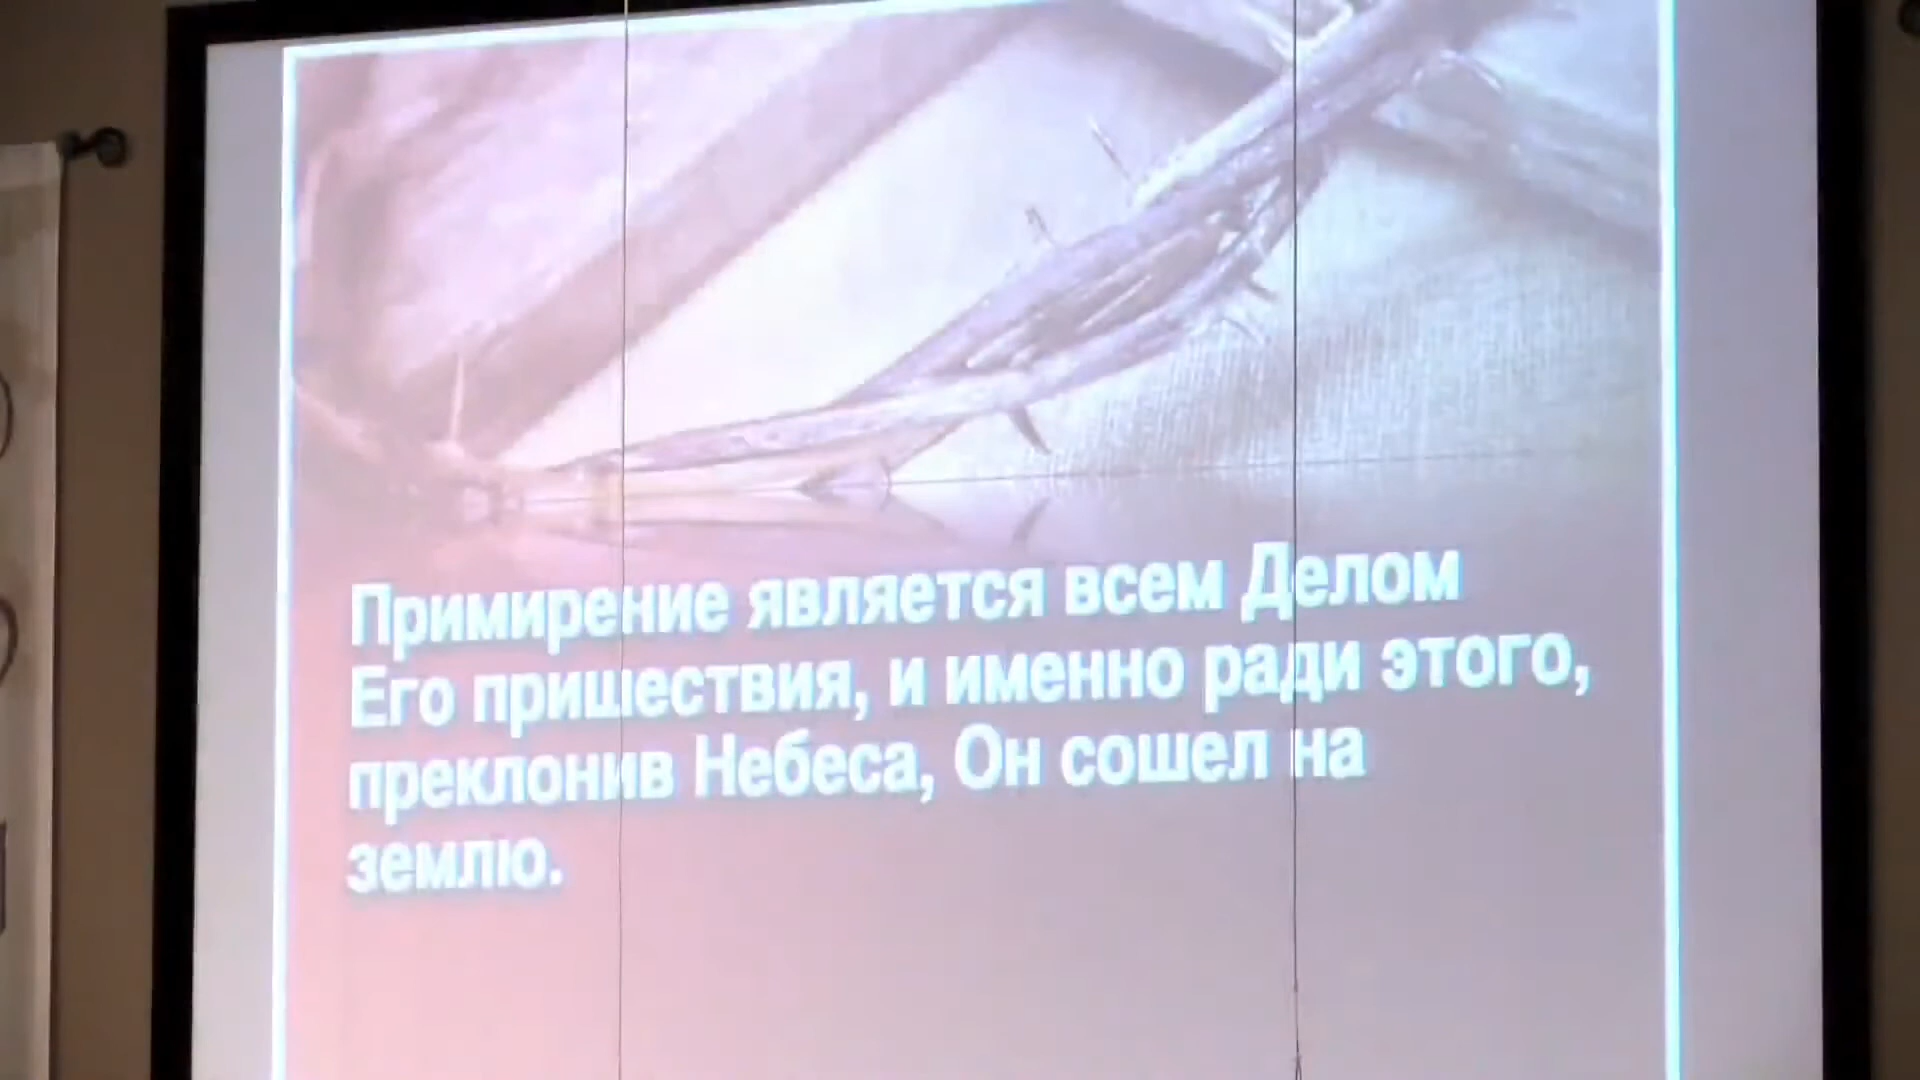 Примирение является всем Делом
Его пришествия, и именно ради этого,
преклонив Небеса, Он сошел на
землю.